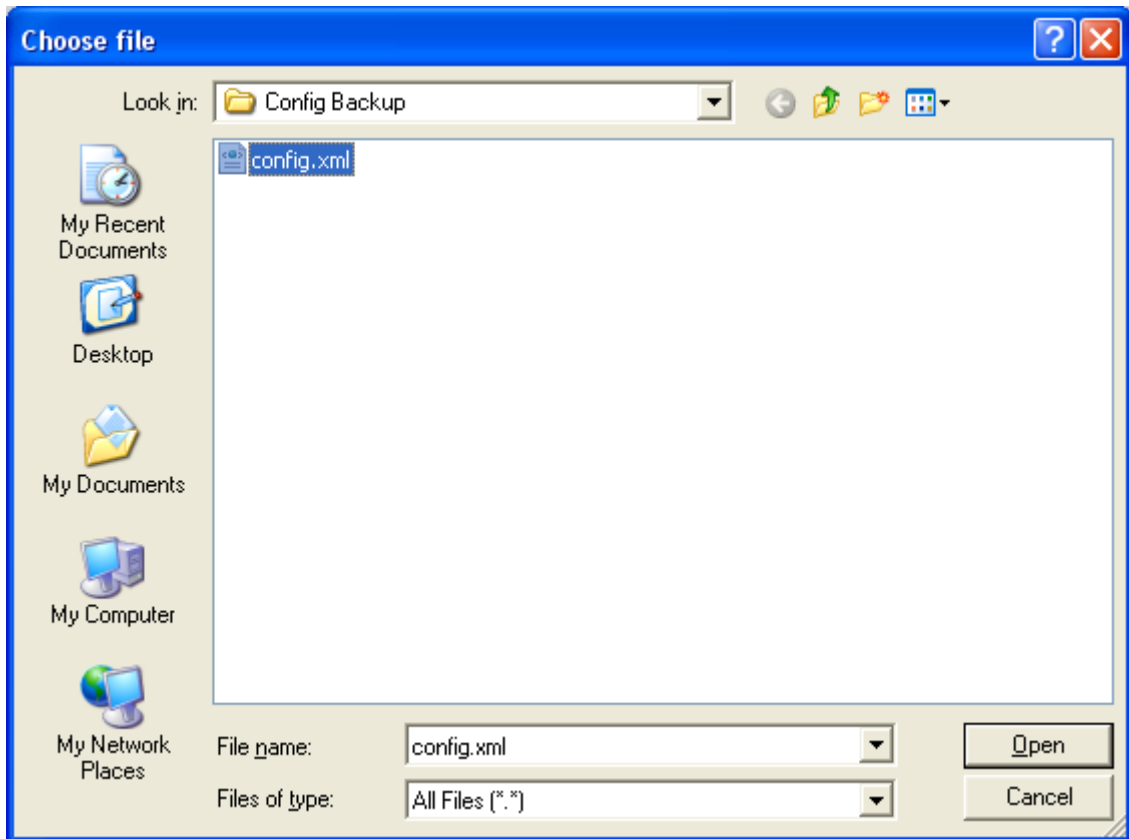 Choose file
Look in: Config Backup
config.xml
My Recent
Documents
Desktop
My Documents
My Computer
My Network
Places
File name: config.xml Open
Files of type: All Files (*.*) Cancel